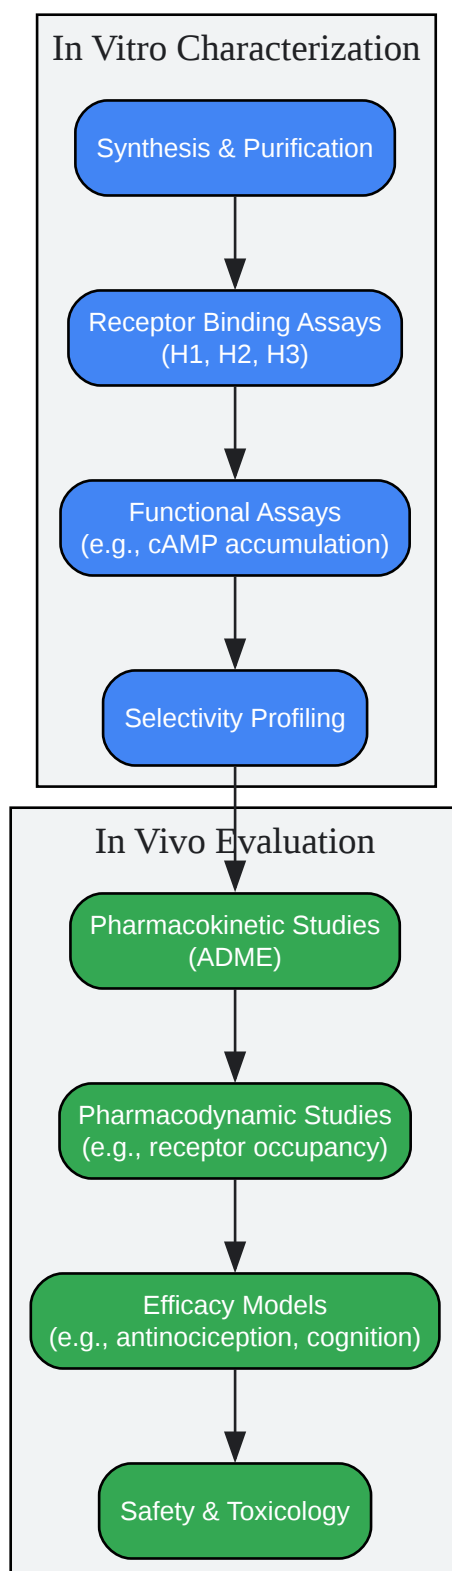 In Vitro Characterization
Synthesis & Purification
Receptor Binding Assays
(H1, H2, H3)
Functional Assays
(e.g., cAMP accumulation)
Selectivity Profiling
In Vivo Evaluation
Pharmacokinetic Studies
(ADME)
Pharmacodynamic Studies
(e.g., receptor occupancy)
Efficacy Models
(e.g., antinociception, cognition)
Safety & Toxicology